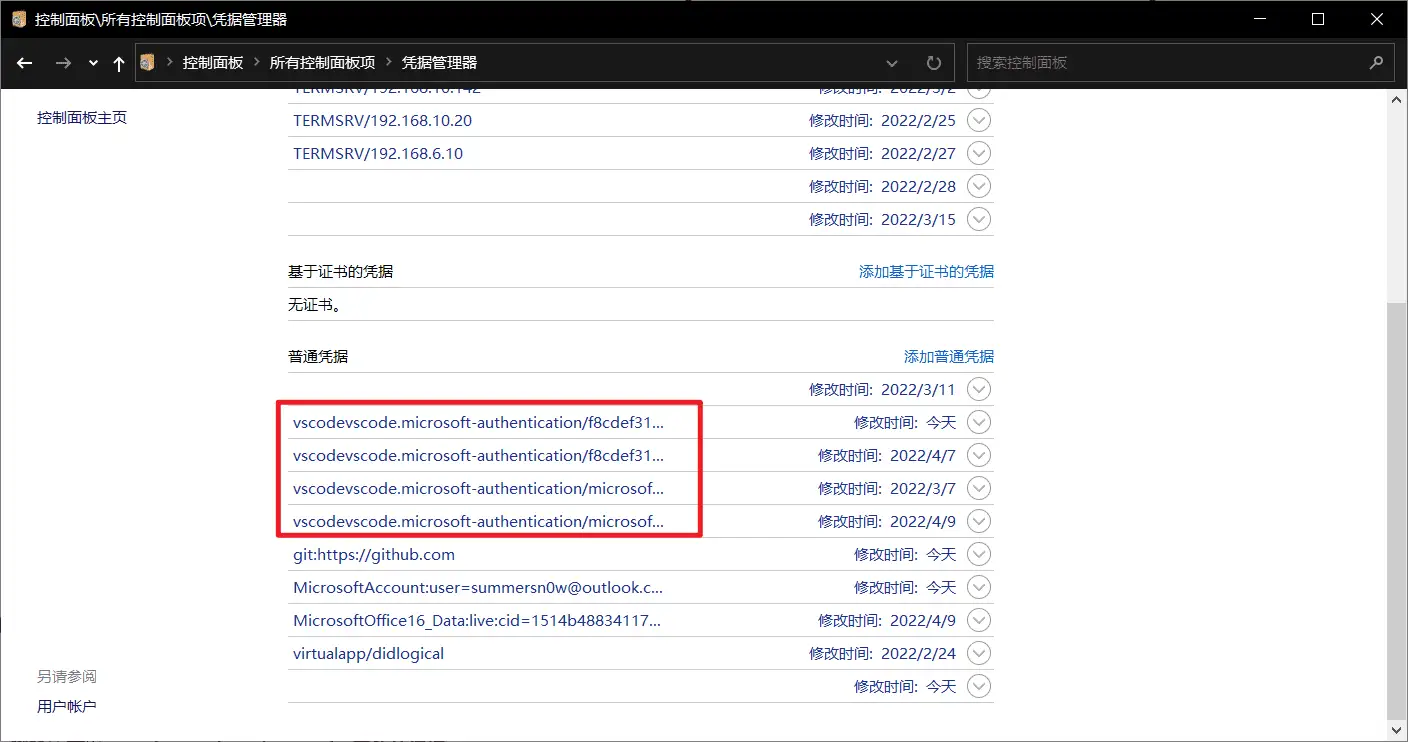 控制面板\所有控制面板项\凭据管理器
控制面板 > 所有控制面板项 > 凭据管理器
搜索控制面板
控制面板主页
TERMSRV/192.168.10.142 修改时间: 2022/3/2
TERMSRV/192.168.10.20 修改时间: 2022/2/25
TERMSRV/192.168.6.10 修改时间: 2022/2/27
修改时间: 2022/2/28
修改时间: 2022/3/15
基于证书的凭据 添加基于证书的凭据
无证书。
普通凭据 添加普通凭据
修改时间: 2022/3/11
vscodevscode.microsoft-authentication/f8cdef31... 修改时间: 今天
vscodevscode.microsoft-authentication/f8cdef31... 修改时间: 2022/4/7
vscodevscode.microsoft-authentication/microsof... 修改时间: 2022/3/7
vscodevscode.microsoft-authentication/microsof... 修改时间: 2022/4/9
git:https://github.com 修改时间: 今天
MicrosoftAccount:user=summersn0w@outlook.c... 修改时间: 今天
MicrosoftOffice16_Data:live:cid=1514b48834117... 修改时间: 2022/4/9
virtualapp/didlogical 修改时间: 2022/2/24
修改时间: 今天
另请参阅
用户帐户